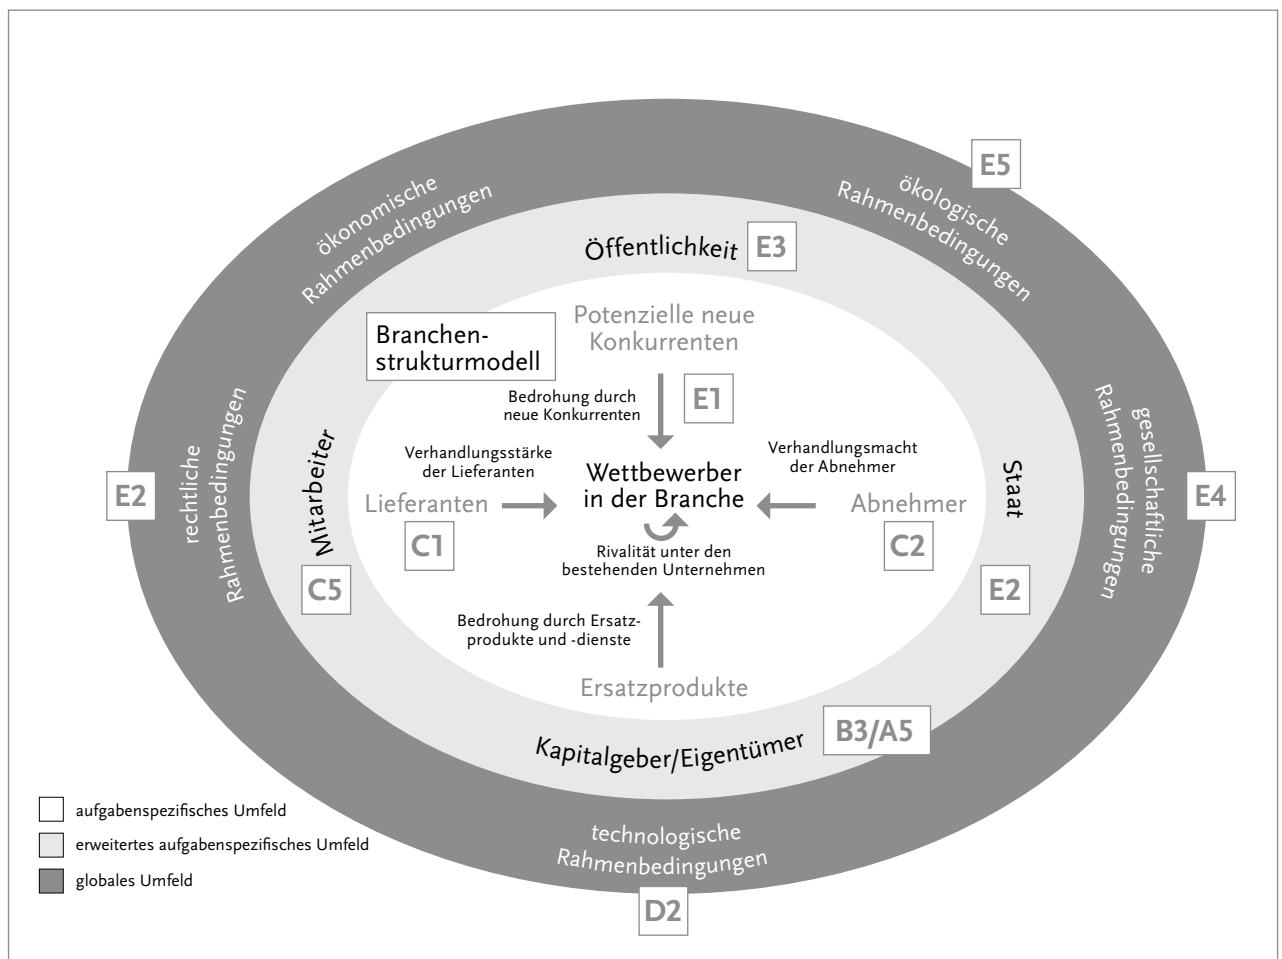 E5
ökonomische
Rahmenbedingungen
ökologische
Rahmenbedingungen
Öffentlichkeit
E3
Branchen-
strukturmodell
Potenzielle neue
Konkurrenten
Bedrohung durch
neue Konkurrenten
E1
rechtliche
Rahmenbedingungen
E2
Mitarbeiter
C5
Verhandlungsstärke
der Lieferanten
Lieferanten
C1
Wettbewerber
in der Branche
Verhandlungsmacht
der Abnehmer
Abnehmer
C2
Staat
E2
gesellschaftliche
Rahmenbedingungen
E4
Rivalität unter den
bestehenden Unternehmen
Bedrohung durch Ersatz-
produkte und -dienste
Ersatzprodukte
Kapitalgeber/Eigentümer
B3/A5
aufgabenspezifisches Umfeld
erweitertes aufgabenspezifisches Umfeld
globales Umfeld
technologische
Rahmenbedingungen
D2